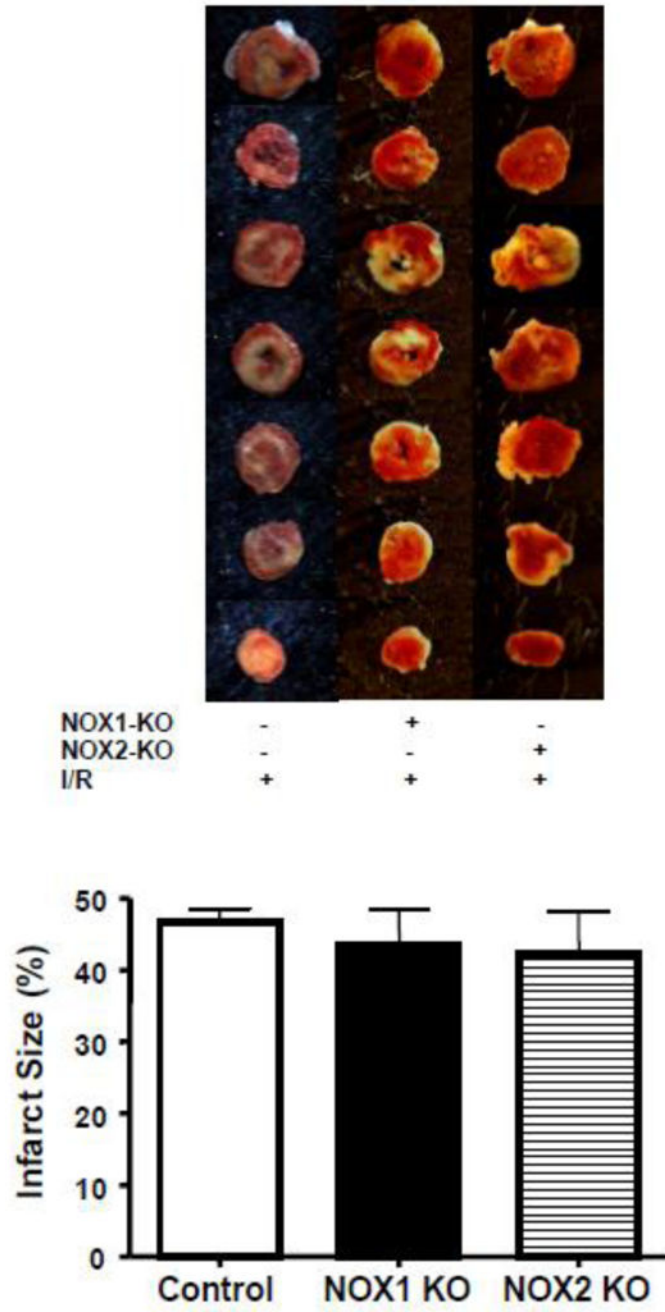 NOX1-KO - + -
NOX2-KO - - +
I/R + + +
50
40
30
20
10
0
Infarct Size (%)
Control NOX1 KO NOX2 KO